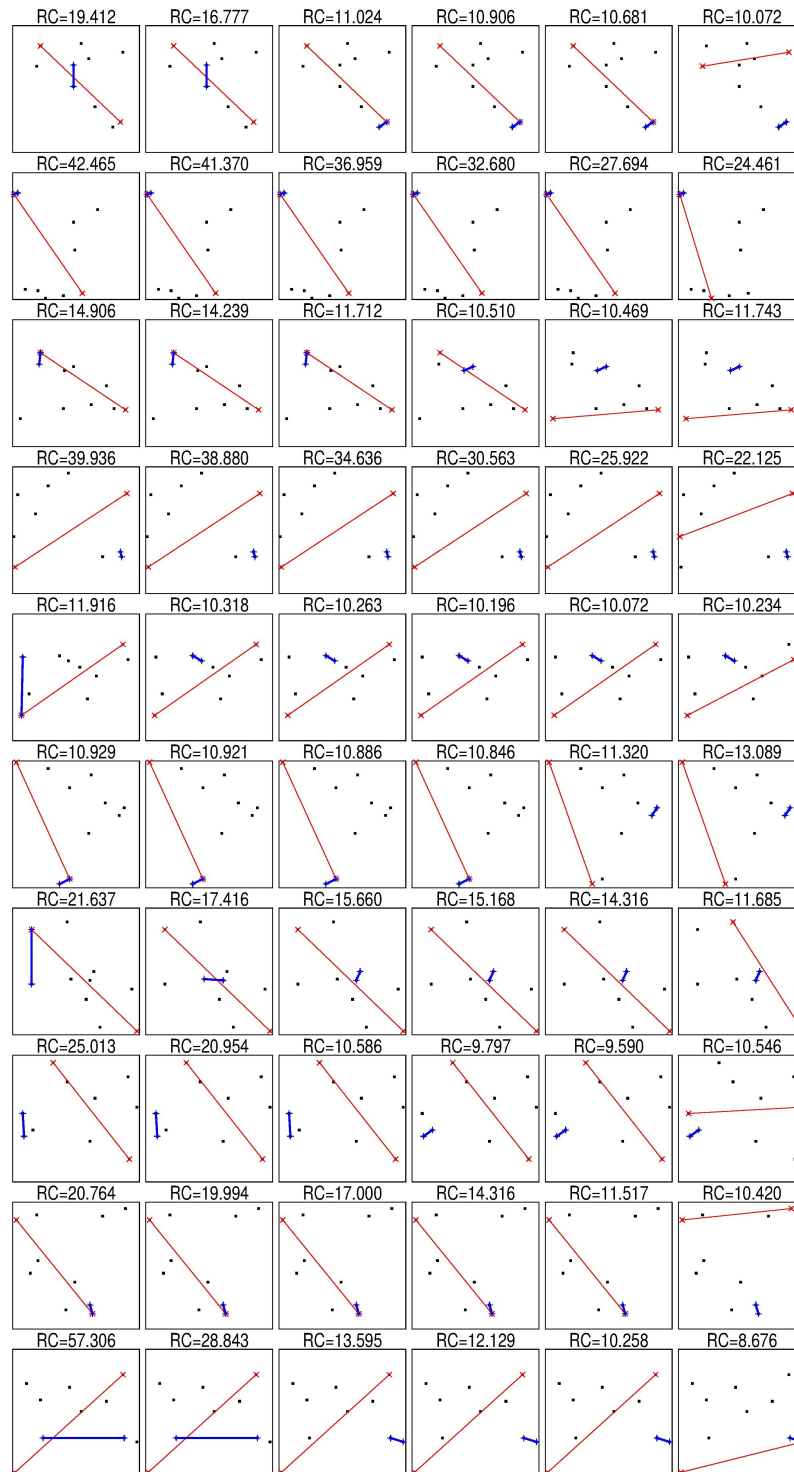 RC=19.412 RC=16.777 RC=11.024 RC=10.906 RC=10.681 RC=10.072
RC=42.465 RC=41.370 RC=36.959 RC=32.680 RC=27.694 RC=24.461
RC=14.906 RC=14.239 RC=11.712 RC=10.510 RC=10.469 RC=11.743
RC=39.936 RC=38.880 RC=34.636 RC=30.563 RC=25.922 RC=22.125
RC=11.916 RC=10.318 RC=10.263 RC=10.196 RC=10.072 RC=10.234
RC=10.929 RC=10.921 RC=10.886 RC=10.846 RC=11.320 RC=13.089
RC=21.637 RC=17.416 RC=15.660 RC=15.168 RC=14.316 RC=11.685
RC=25.013 RC=20.954 RC=10.586 RC=9.797 RC=9.590 RC=10.546
RC=20.764 RC=19.994 RC=17.000 RC=14.316 RC=11.517 RC=10.420
RC=57.306 RC=28.843 RC=13.595 RC=12.129 RC=10.258 RC=8.676